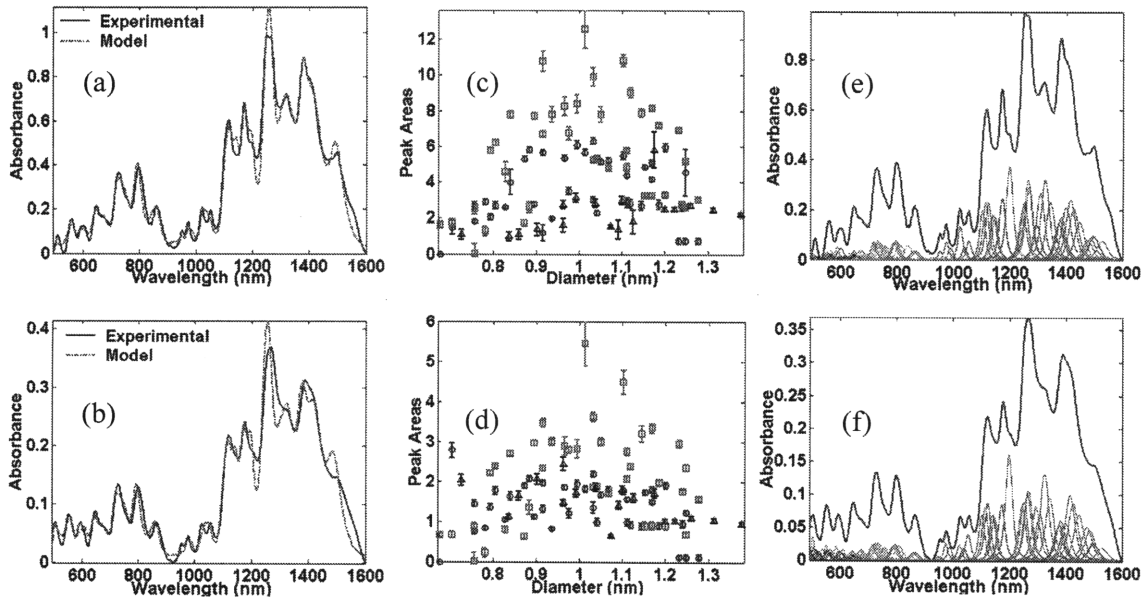 Experimental
Model
(a)
Absorbance
1
0.8
0.6
0.4
0.2
0
600 800 1000 1200 1400 1600
Wavelength (nm)
(c)
Peak Areas
12
10
8
6
4
2
0
0.7 0.8 0.9 1 1.1 1.2 1.3
Diameter (nm)
(e)
Absorbance
0.8
0.6
0.4
0.2
0
600 800 1000 1200 1400 1600
Wavelength (nm)
Experimental
Model
(b)
Absorbance
0.4
0.3
0.2
0.1
0
600 800 1000 1200 1400 1600
Wavelength (nm)
(d)
Peak Areas
6
5
4
3
2
1
0
0.8 0.9 1 1.1 1.2 1.3
Diameter (nm)
(f)
Absorbance
0.35
0.3
0.25
0.2
0.15
0.1
0.05
0
600 800 1000 1200 1400 1600
Wavelength (nm)